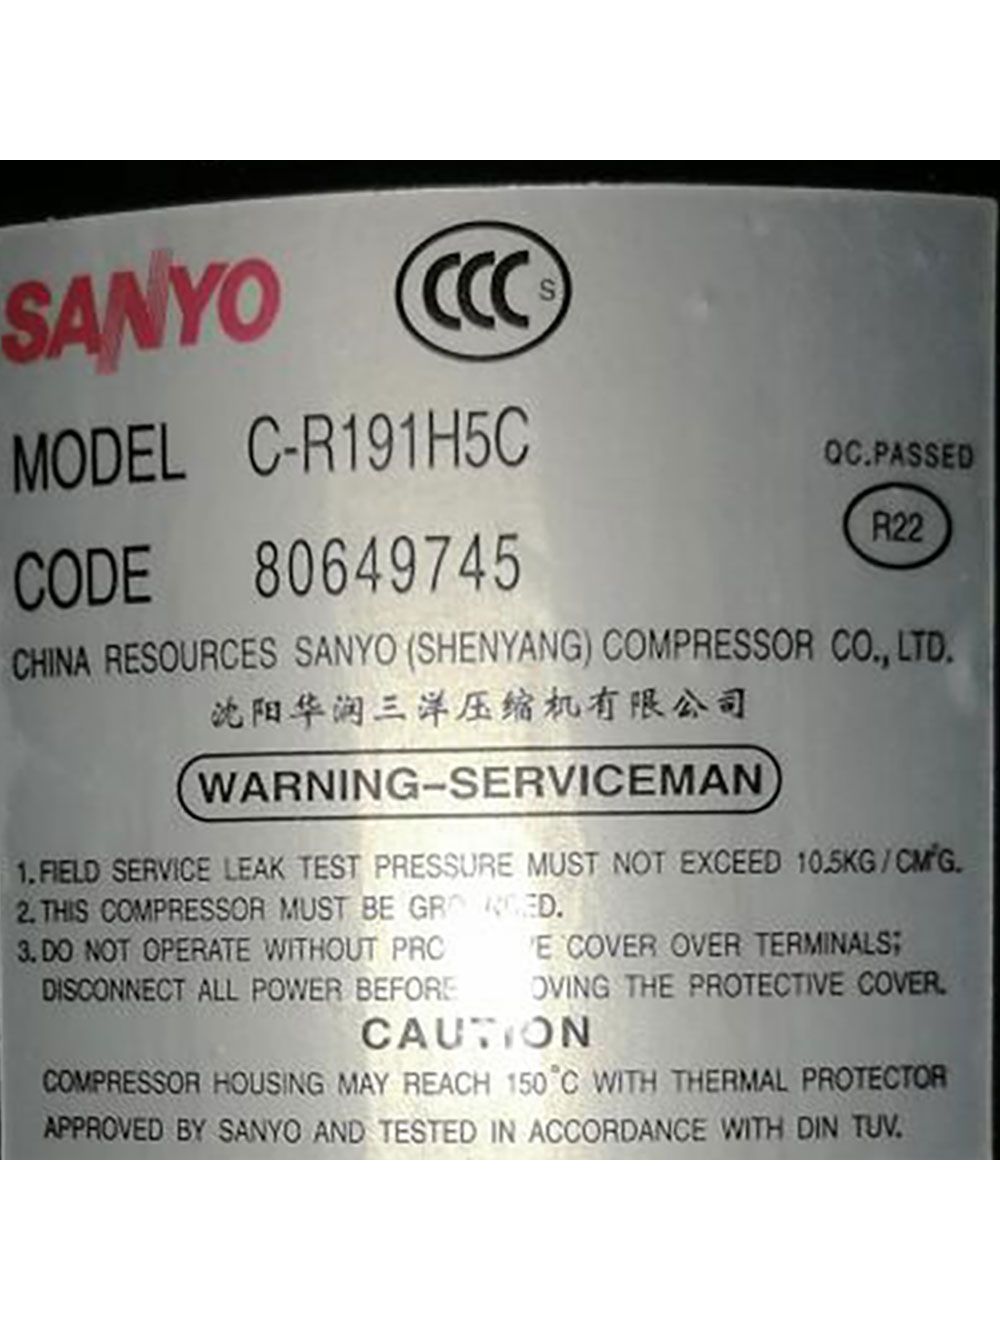 SANYO
CCC S
MODEL C-R191H5C
QC.PASSED
R22
CODE 80649745
CHINA RESOURCES SANYO (SHENYANG) COMPRESSOR CO., LTD.
沈阳华润三洋压缩机有限公司
WARNING-SERVICEMAN
1. FIELD SERVICE LEAK TEST PRESSURE MUST NOT EXCEED 10.5KG/CM²G.
2. THIS COMPRESSOR MUST BE
3. DO NOT OPERATE WITHOUT COVER OVER TERMINALS;
DISCONNECT ALL POWER BEFORE THE PROTECTIVE COVER.
CAUTION
COMPRESSOR HOUSING MAY REACH 150°C WITH THERMAL PROTECTOR
APPROVED BY SANYO AND TESTED IN ACCORDANCE WITH DIN TUV.